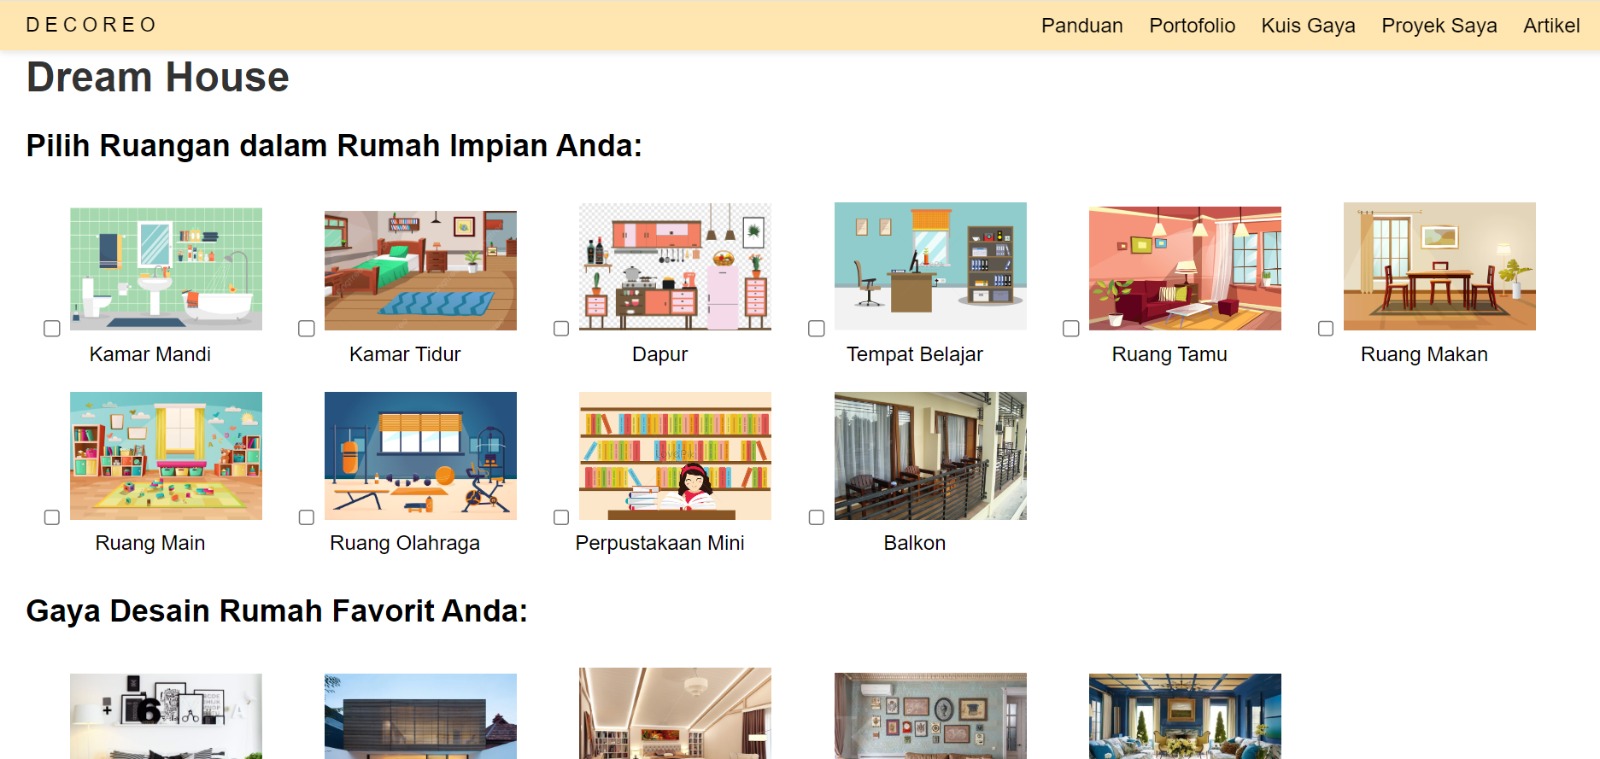 DECOREO
Panduan Portofolio Kuis Gaya Proyek Saya Artikel
Dream House
Pilih Ruangan dalam Rumah Impian Anda:
Kamar Mandi Kamar Tidur Dapur Tempat Belajar Ruang Tamu Ruang Makan
Ruang Main Ruang Olahraga Perpustakaan Mini Balkon
Gaya Desain Rumah Favorit Anda:
6